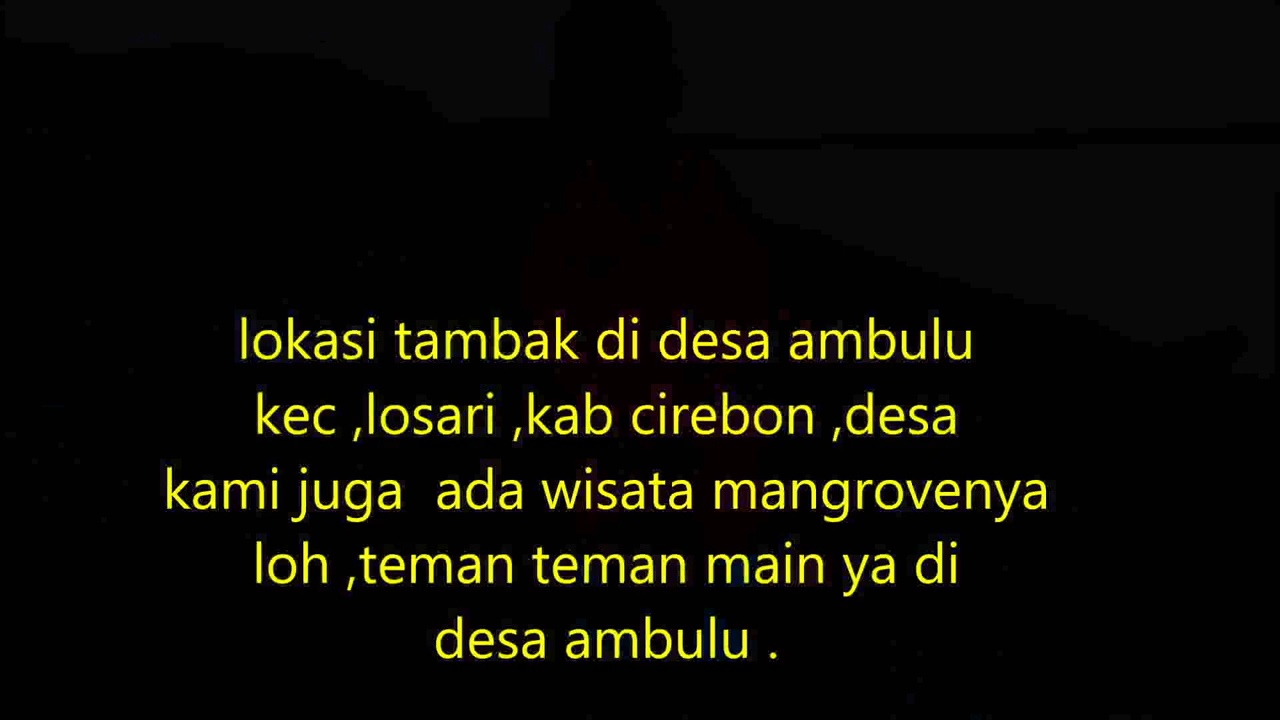 lokasi tambak di desa ambulu
kec ,losari ,kab cirebon ,desa
kami juga  ada wisata mangrovenya
loh ,teman teman main ya di
desa ambulu .